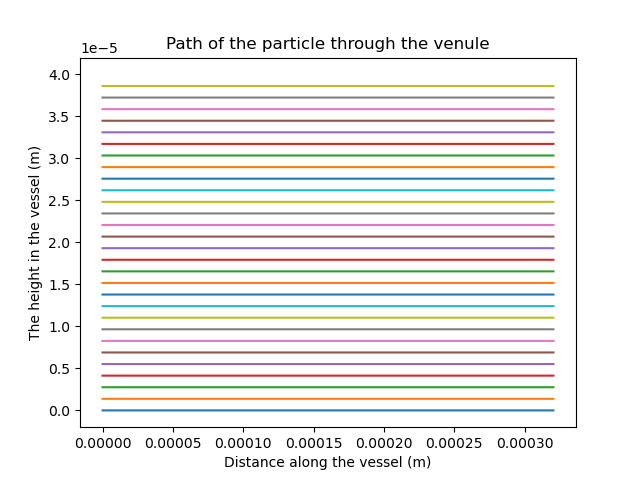 Path of the particle through the venule
1e−5
4.0
3.5
3.0
2.5
2.0
1.5
1.0
0.5
0.0
The height in the vessel (m)
0.00000 0.00005 0.00010 0.00015 0.00020 0.00025 0.00030
Distance along the vessel (m)